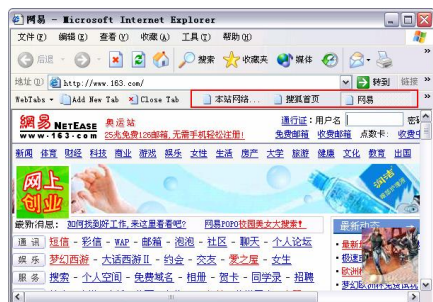 网易 - Microsoft Internet Explorer
文件(F) 编辑(E) 查看(V) 收藏(A) 工具(T) 帮助(H)
后退 搜索 收藏夹 媒体
地址(D) http://www.163.com/ 转到 链接 »
WebTabs Add New Tab Close Tab 本站网络... 搜狐首页 网易
網易 NETEASE 奥运站 通行证:用户名 密
www.163.com 25兆免费126邮箱,无需手机轻松注册! 免费邮箱 收费邮箱 点数卡: 收费
新闻 体育 财经 科技 商业 游戏 娱乐 女性 生活 房产 大学 旅游 健康 文化 教育 出国
网上创业
润洁
最新消息: 如何找到好工作,来这里看看吧? 网易POPO校园美女大搜素! 最新动态
通讯 短信 - 彩信 - WAP - 邮箱 - 泡泡 - 社区 - 聊天 - 个人论坛
娱乐 梦幻西游 - 大话西游Ⅱ - 约会 - 交友 - 爱之屋 - 女生
服务 搜索 - 个人空间 - 免费域名 - 相册 - 贺卡 - 同学录 - 招聘